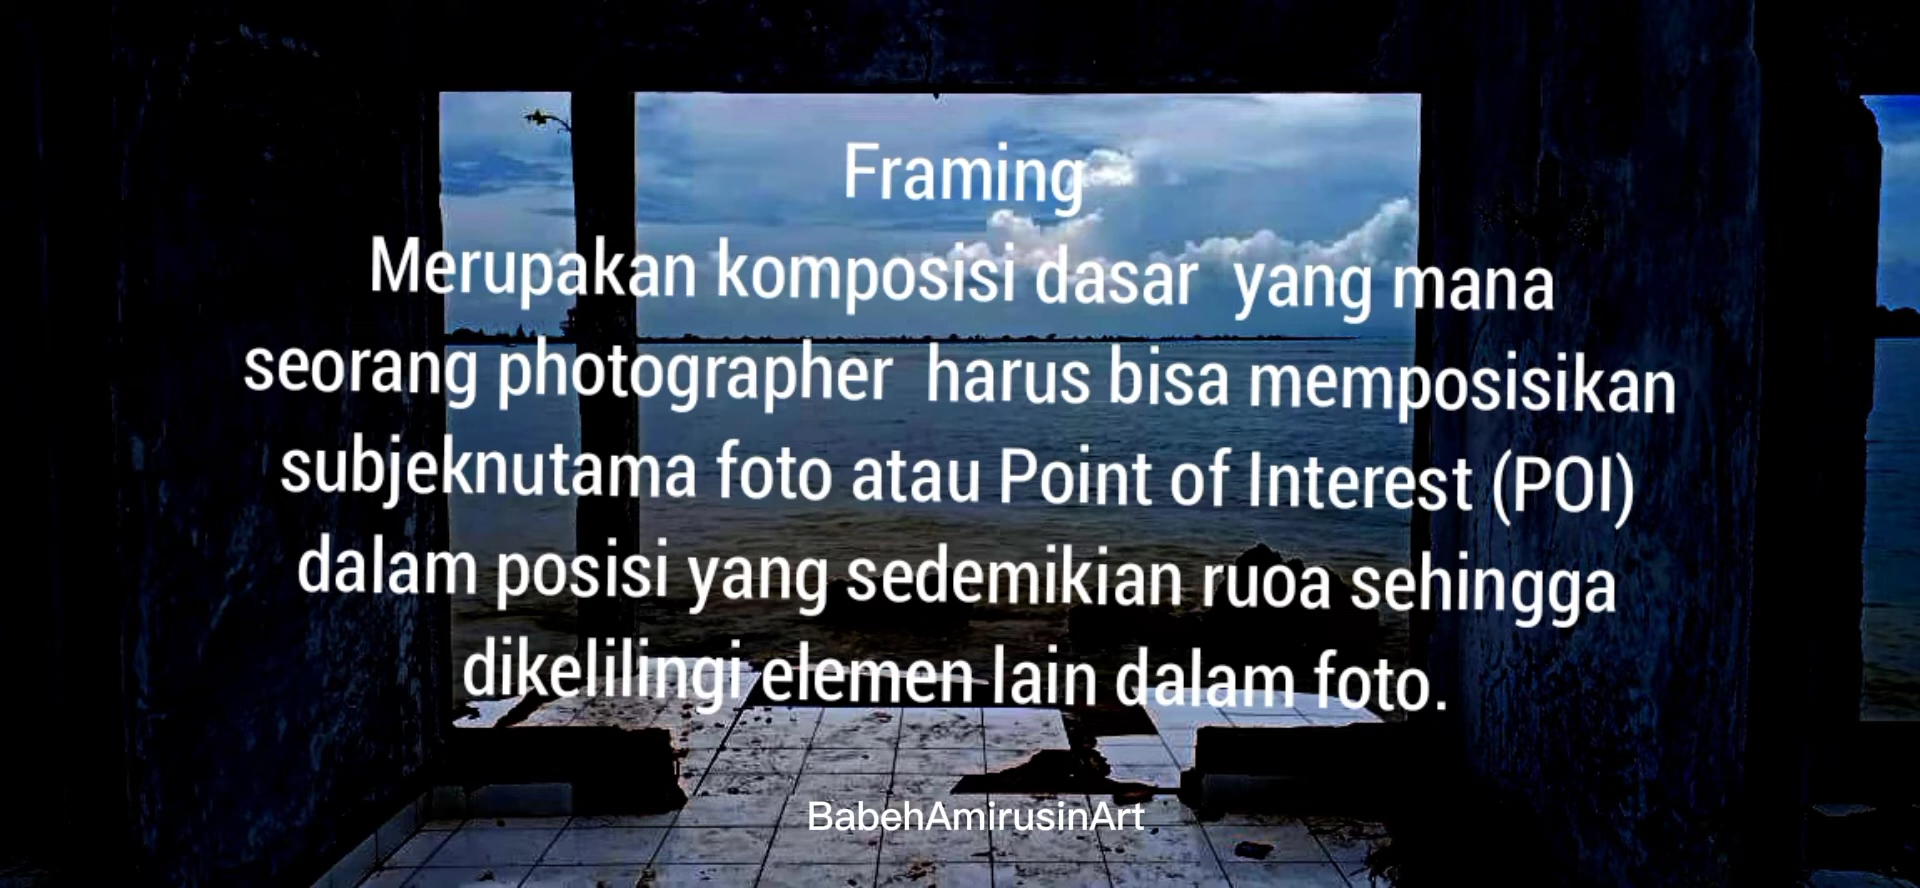 Framing
Merupakan komposisi dasar  yang mana
seorang photographer  harus bisa memposisikan
subjeknutama foto atau Point of Interest (POI)
dalam posisi yang sedemikian ruoa sehingga
dikelilingi elemen lain dalam foto.
BabehAmirusinArt